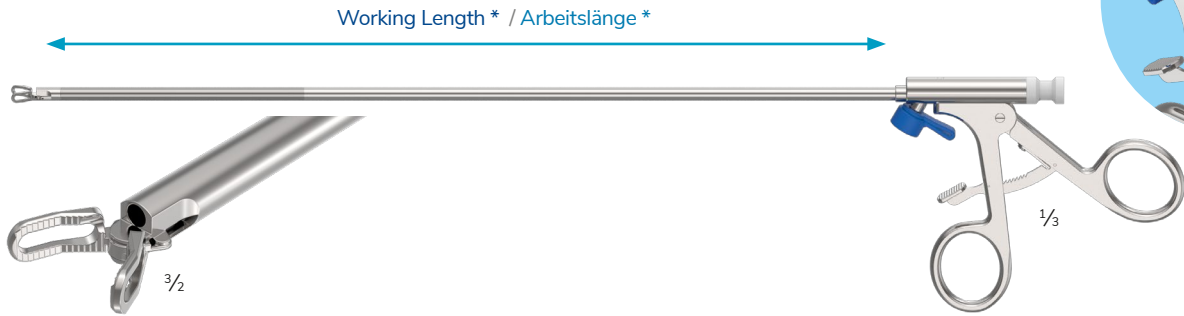 Working Length * / Arbeitslänge *
⅓
3/2